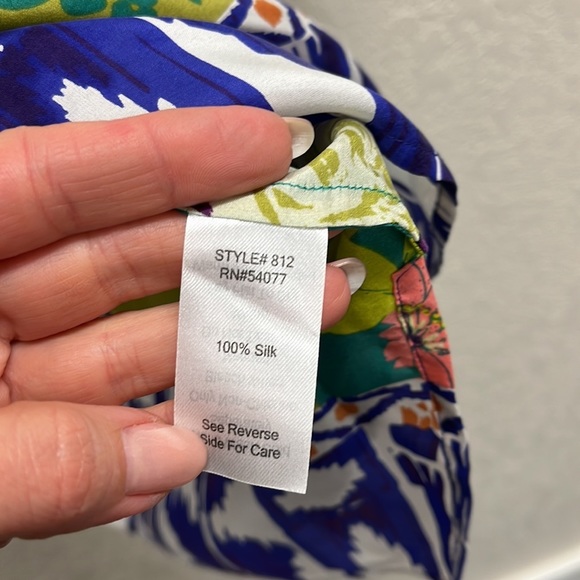 STYLE# 812
RN#54077
100% Silk
See Reverse
Side For Care